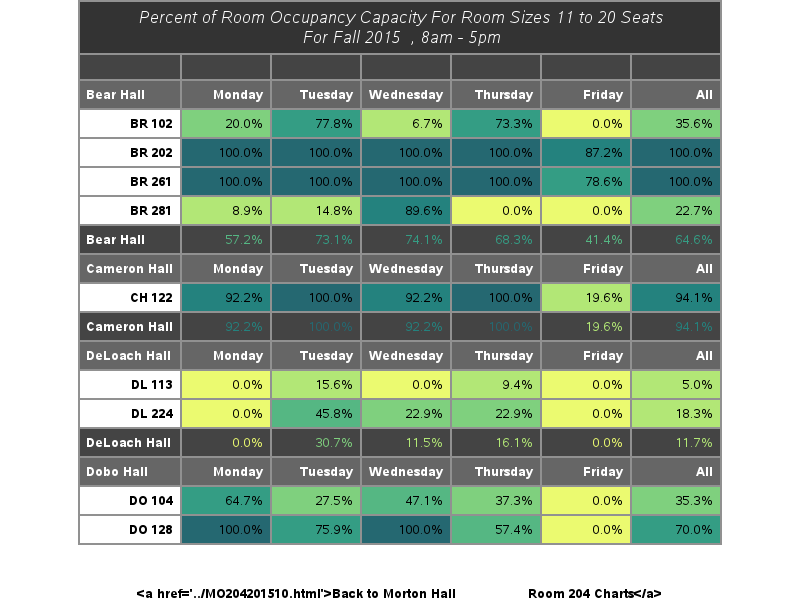 Percent of Room Occupancy Capacity For Room Sizes 11 to 20 Seats
For Fall 2015 , 8am - 5pm
Bear Hall Monday Tuesday Wednesday Thursday Friday All
BR 102 20.0% 77.8% 6.7% 73.3% 0.0% 35.6%
BR 202 100.0% 100.0% 100.0% 100.0% 87.2% 100.0%
BR 261 100.0% 100.0% 100.0% 100.0% 78.6% 100.0%
BR 281 8.9% 14.8% 89.6% 0.0% 0.0% 22.7%
Bear Hall 57.2% 73.1% 74.1% 68.3% 41.4% 64.6%
Cameron Hall Monday Tuesday Wednesday Thursday Friday All
CH 122 92.2% 100.0% 92.2% 100.0% 19.6% 94.1%
Cameron Hall 92.2% 100.0% 92.2% 100.0% 19.6% 94.1%
DeLoach Hall Monday Tuesday Wednesday Thursday Friday All
DL 113 0.0% 15.6% 0.0% 9.4% 0.0% 5.0%
DL 224 0.0% 45.8% 22.9% 22.9% 0.0% 18.3%
DeLoach Hall 0.0% 30.7% 11.5% 16.1% 0.0% 11.7%
Dobo Hall Monday Tuesday Wednesday Thursday Friday All
DO 104 64.7% 27.5% 47.1% 37.3% 0.0% 35.3%
DO 128 100.0% 75.9% 100.0% 57.4% 0.0% 70.0%
<a href='../MO204201510.html'>Back to Morton Hall Room 204 Charts</a>